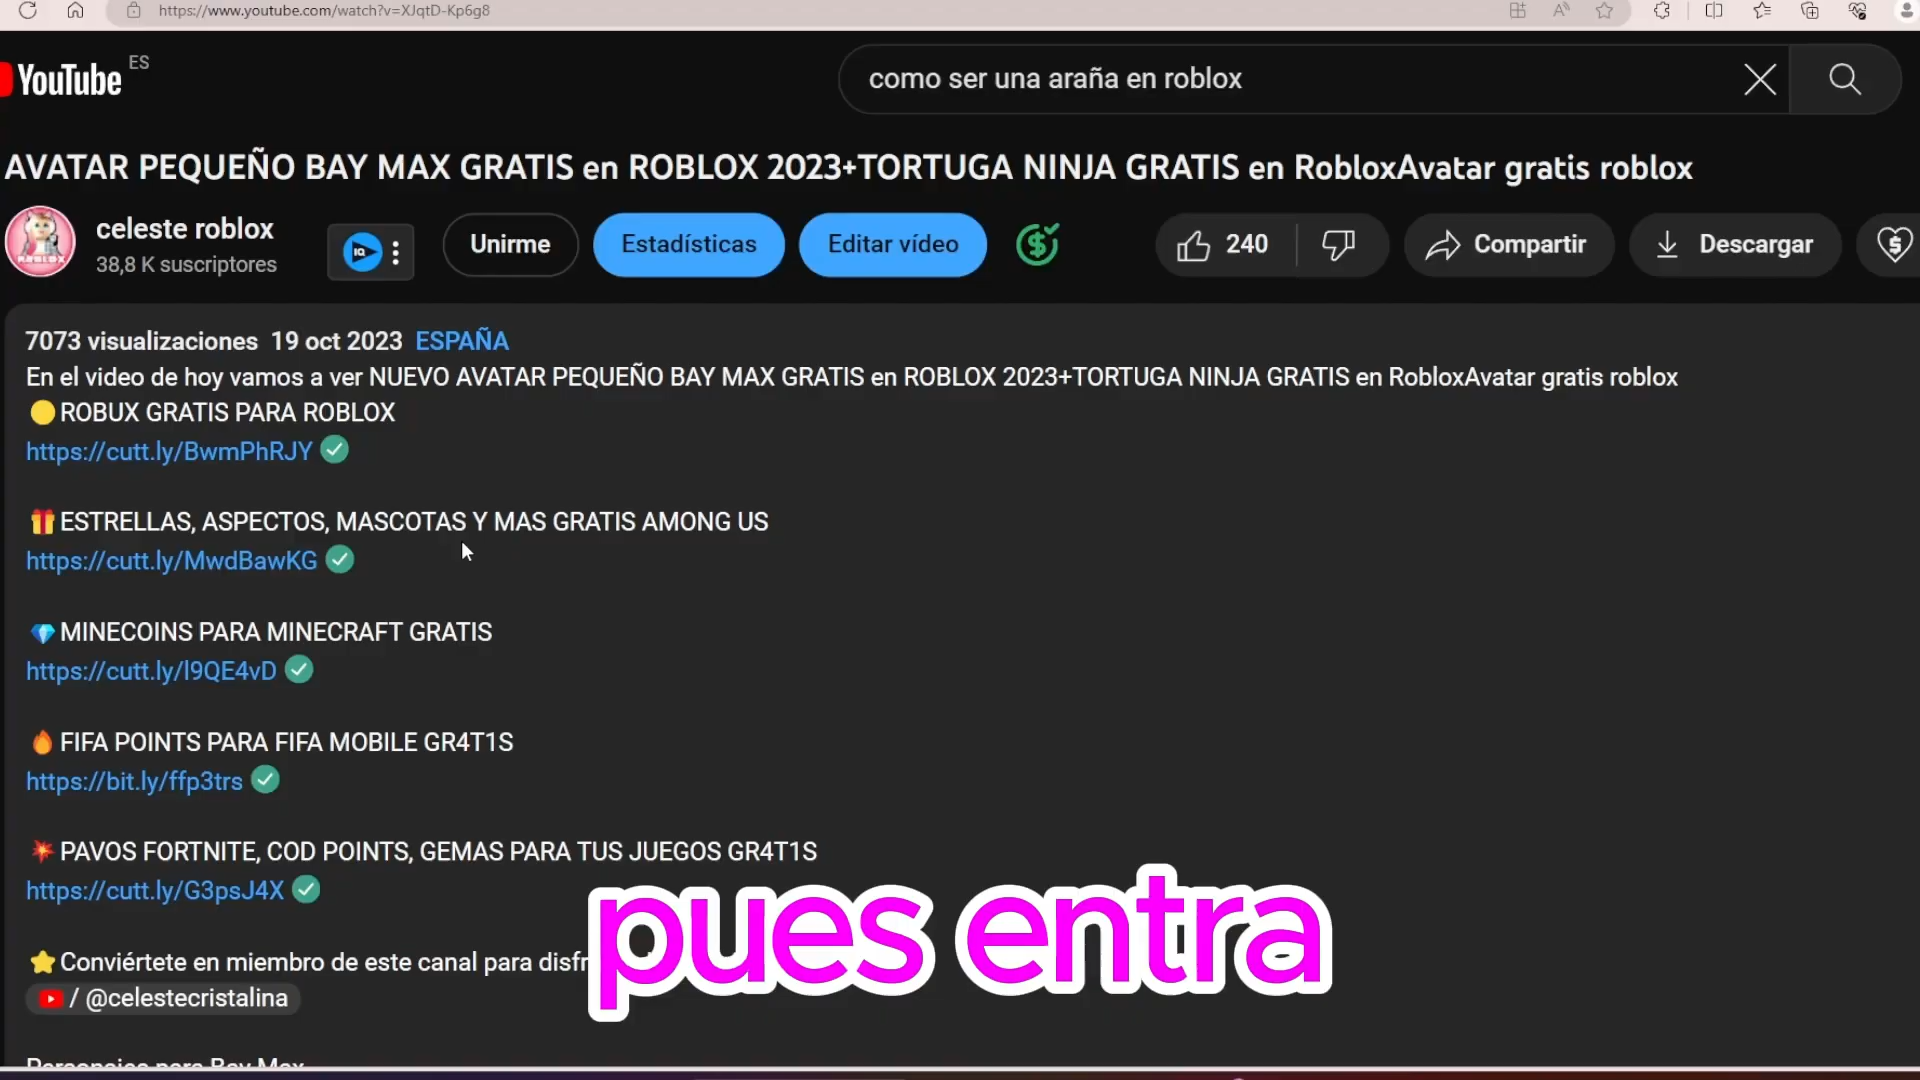 https://www.youtube.com/watch?v=XJqtD-Kp6g8
YouTube ES
como ser una araña en roblox
AVATAR PEQUEÑO BAY MAX GRATIS en ROBLOX 2023+TORTUGA NINJA GRATIS en RobloxAvatar gratis roblox
celeste roblox
38,8 K suscriptores
IQ
Unirme
Estadísticas
Editar vídeo
240
Compartir
Descargar
7073 visualizaciones 19 oct 2023 ESPAÑA
En el video de hoy vamos a ver NUEVO AVATAR PEQUEÑO BAY MAX GRATIS en ROBLOX 2023+TORTUGA NINJA GRATIS en RobloxAvatar gratis roblox
🟡ROBUX GRATIS PARA ROBLOX
https://cutt.ly/BwmPhRJY
🎁ESTRELLAS, ASPECTOS, MASCOTAS Y MAS GRATIS AMONG US
https://cutt.ly/MwdBawKG
💎MINECOINS PARA MINECRAFT GRATIS
https://cutt.ly/l9QE4vD
🔥FIFA POINTS PARA FIFA MOBILE GR4T1S
https://bit.ly/ffp3trs
💥PAVOS FORTNITE, COD POINTS, GEMAS PARA TUS JUEGOS GR4T1S
https://cutt.ly/G3psJ4X
⭐Conviértete en miembro de este canal para disfr
/ @celestecristalina
Personajes para Bay Max
pues entra